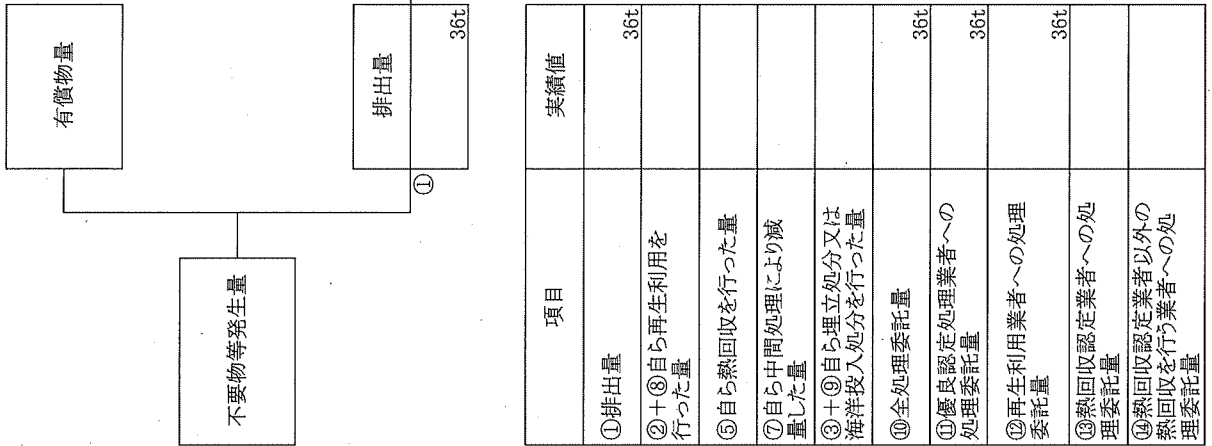 有償物量
不要物等発生量
排出量
①
36t
項目
実績値
①排出量
36t
②+⑧自ら再生利用を
行った量
⑤自ら熱回収を行った量
⑦自ら中間処理により減
量した量
③+⑨自ら埋立処分又は
海洋投入処分を行った量
⑩全処理委託量
36t
⑪優良認定処理業者への
処理委託量
36t
⑫再生利用業者への処理
委託量
36t
⑬熱回収認定業者への処
理委託量
⑭熱回収認定業者以外の
熱回収を行う業者への処
理委託量